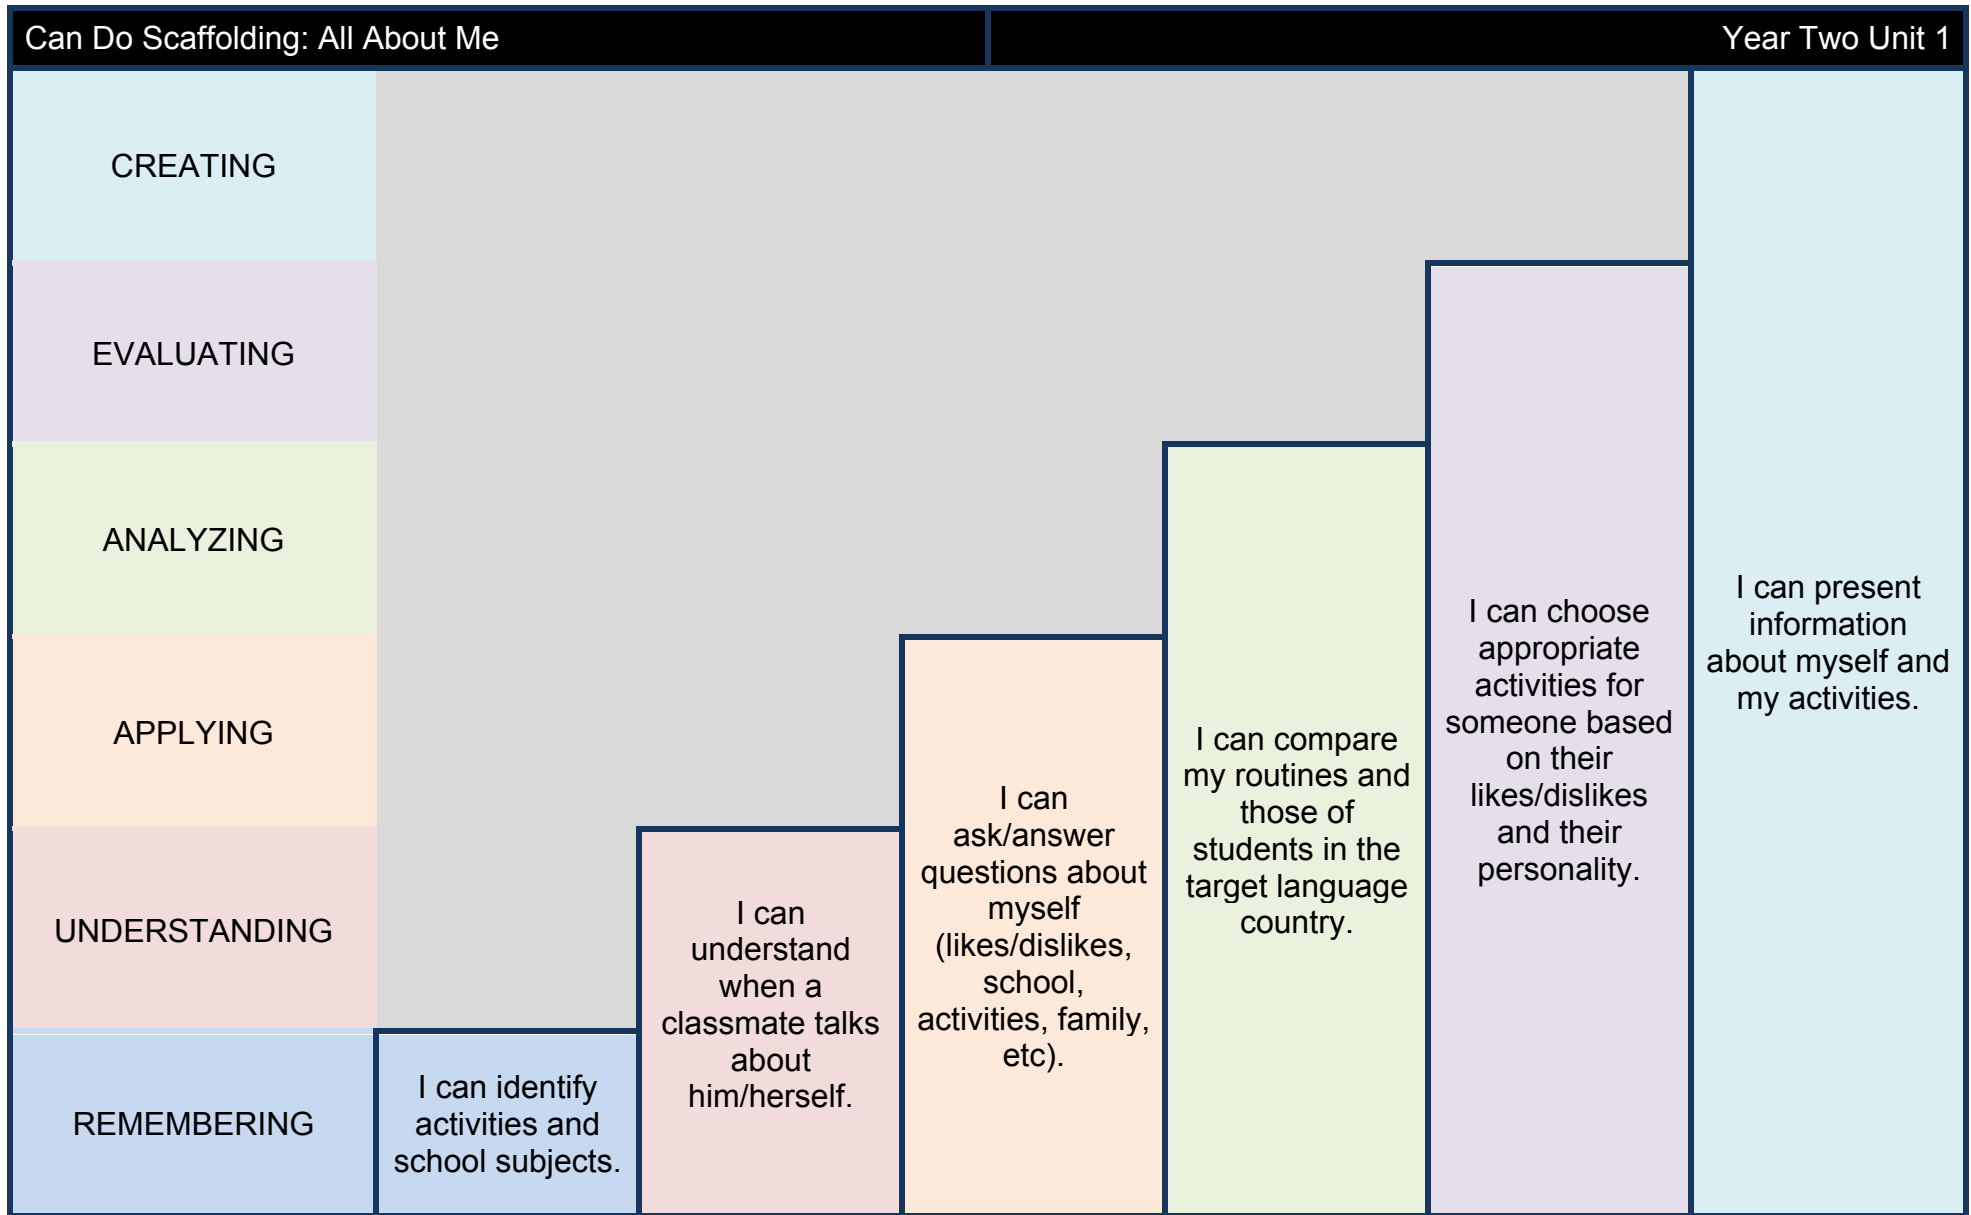 Can Do Scaffolding: All About Me
Year Two Unit 1
CREATING
EVALUATING
ANALYZING
APPLYING
UNDERSTANDING
REMEMBERING
I can identify
activities and
school subjects.
I can
understand
when a
classmate talks
about
him/herself.
I can
ask/answer
questions about
myself
(likes/dislikes,
school,
activities, family,
etc).
I can compare
my routines and
those of
students in the
target language
country.
I can choose
appropriate
activities for
someone based
on their
likes/dislikes
and their
personality.
I can present
information
about myself and
my activities.